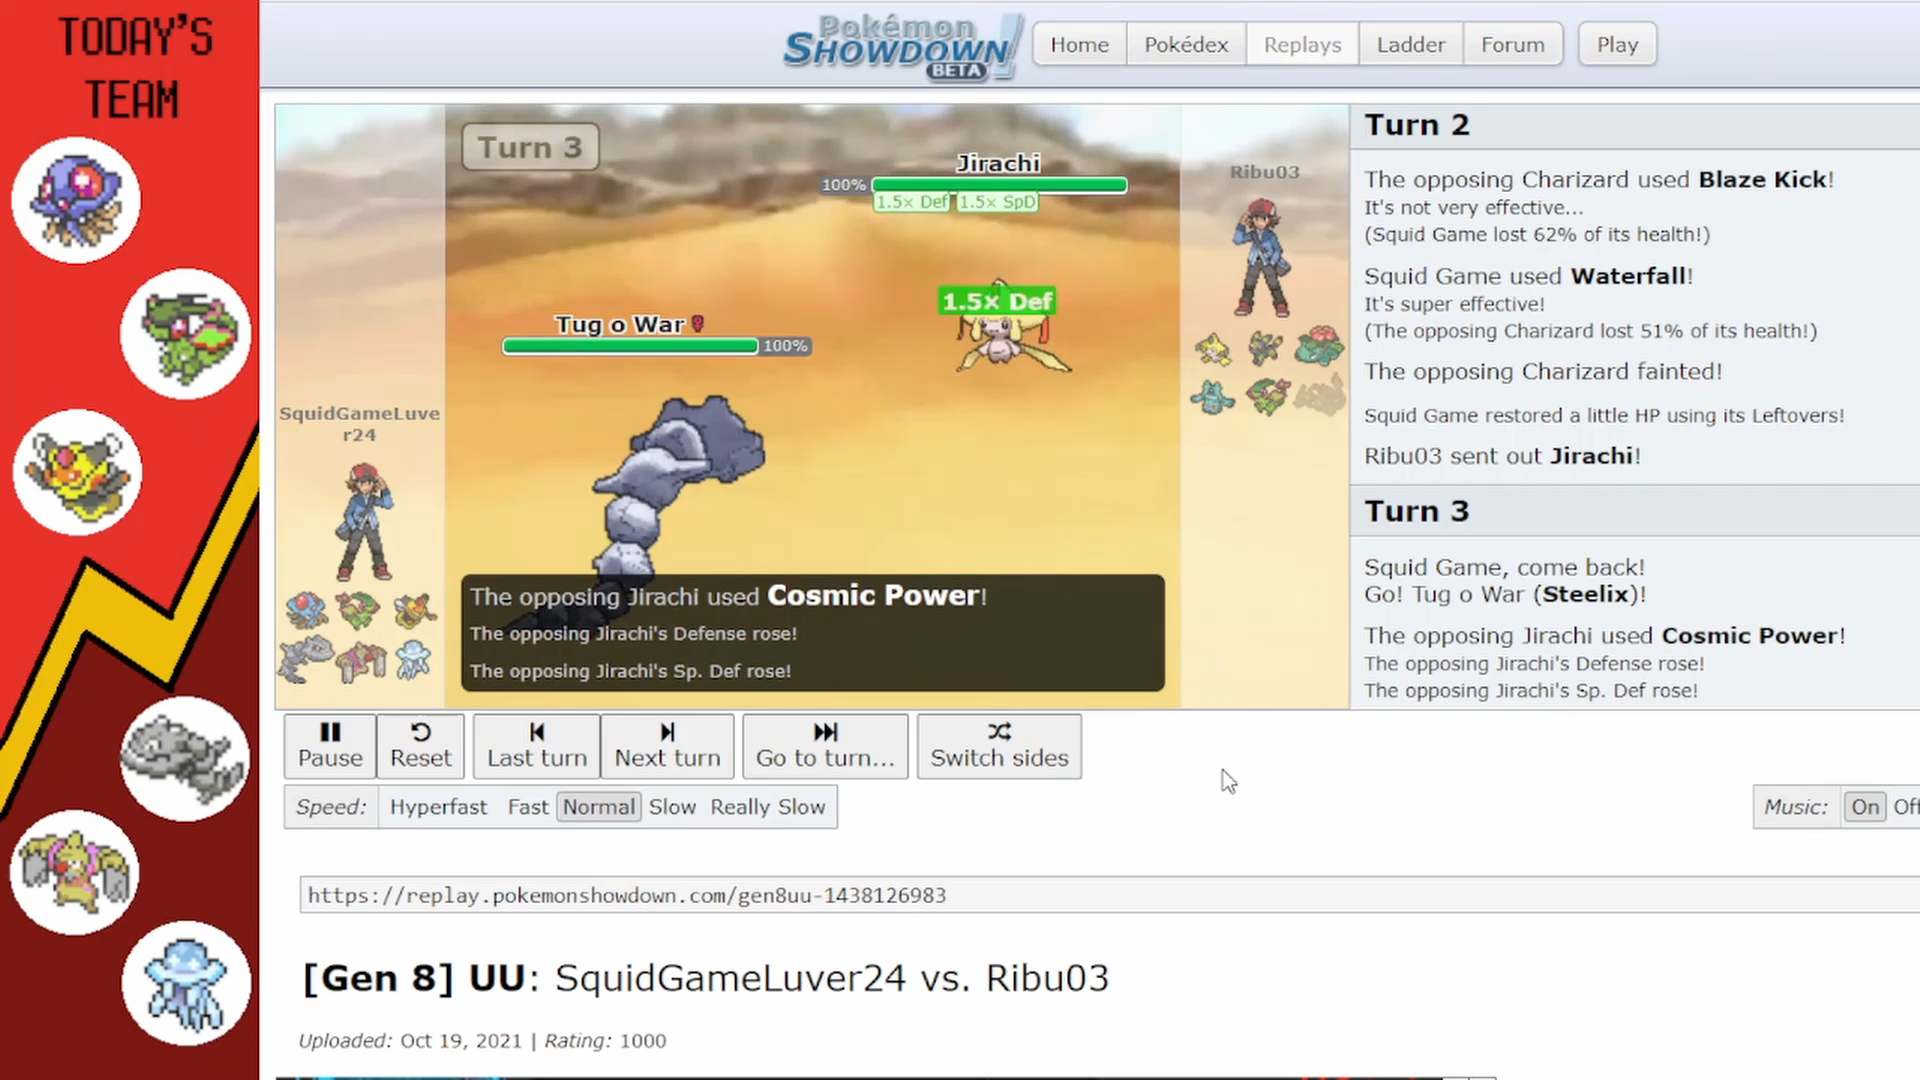 TODAY'S
TEAM
Pokémon
SHOWDOWN!
BETA
Home
Pokédex
Replays
Ladder
Forum
Play
Turn 3
Jirachi
100%
1.5× Def
1.5× SpD
1.5× Def
Tug o War
100%
SquidGameLuve
r24
Ribu03
The opposing Jirachi used Cosmic Power!
The opposing Jirachi's Defense rose!
The opposing Jirachi's Sp. Def rose!
Turn 2
The opposing Charizard used Blaze Kick!
It's not very effective...
(Squid Game lost 62% of its health!)
Squid Game used Waterfall!
It's super effective!
(The opposing Charizard lost 51% of its health!)
The opposing Charizard fainted!
Squid Game restored a little HP using its Leftovers!
Ribu03 sent out Jirachi!
Turn 3
Squid Game, come back!
Go! Tug o War (Steelix)!
The opposing Jirachi used Cosmic Power!
The opposing Jirachi's Defense rose!
The opposing Jirachi's Sp. Def rose!
Pause
Reset
Last turn
Next turn
Go to turn...
Switch sides
Speed: Hyperfast Fast Normal Slow Really Slow
Music: On Off
https://replay.pokemonshowdown.com/gen8uu-1438126983
[Gen 8] UU: SquidGameLuver24 vs. Ribu03
Uploaded: Oct 19, 2021 | Rating: 1000